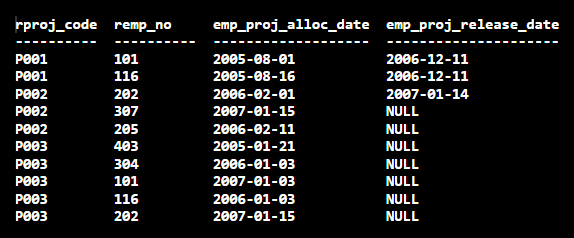 rproj_code  remp_no     emp_proj_alloc_date  emp_proj_release_date
----------  ----------  -------------------  ---------------------
P001        101         2005-08-01           2006-12-11
P001        116         2005-08-16           2006-12-11
P002        202         2006-02-01           2007-01-14
P002        307         2007-01-15           NULL
P002        205         2006-02-11           NULL
P003        403         2005-01-21           NULL
P003        304         2006-01-03           NULL
P003        101         2007-01-03           NULL
P003        116         2006-01-03           NULL
P003        202         2007-01-15           NULL